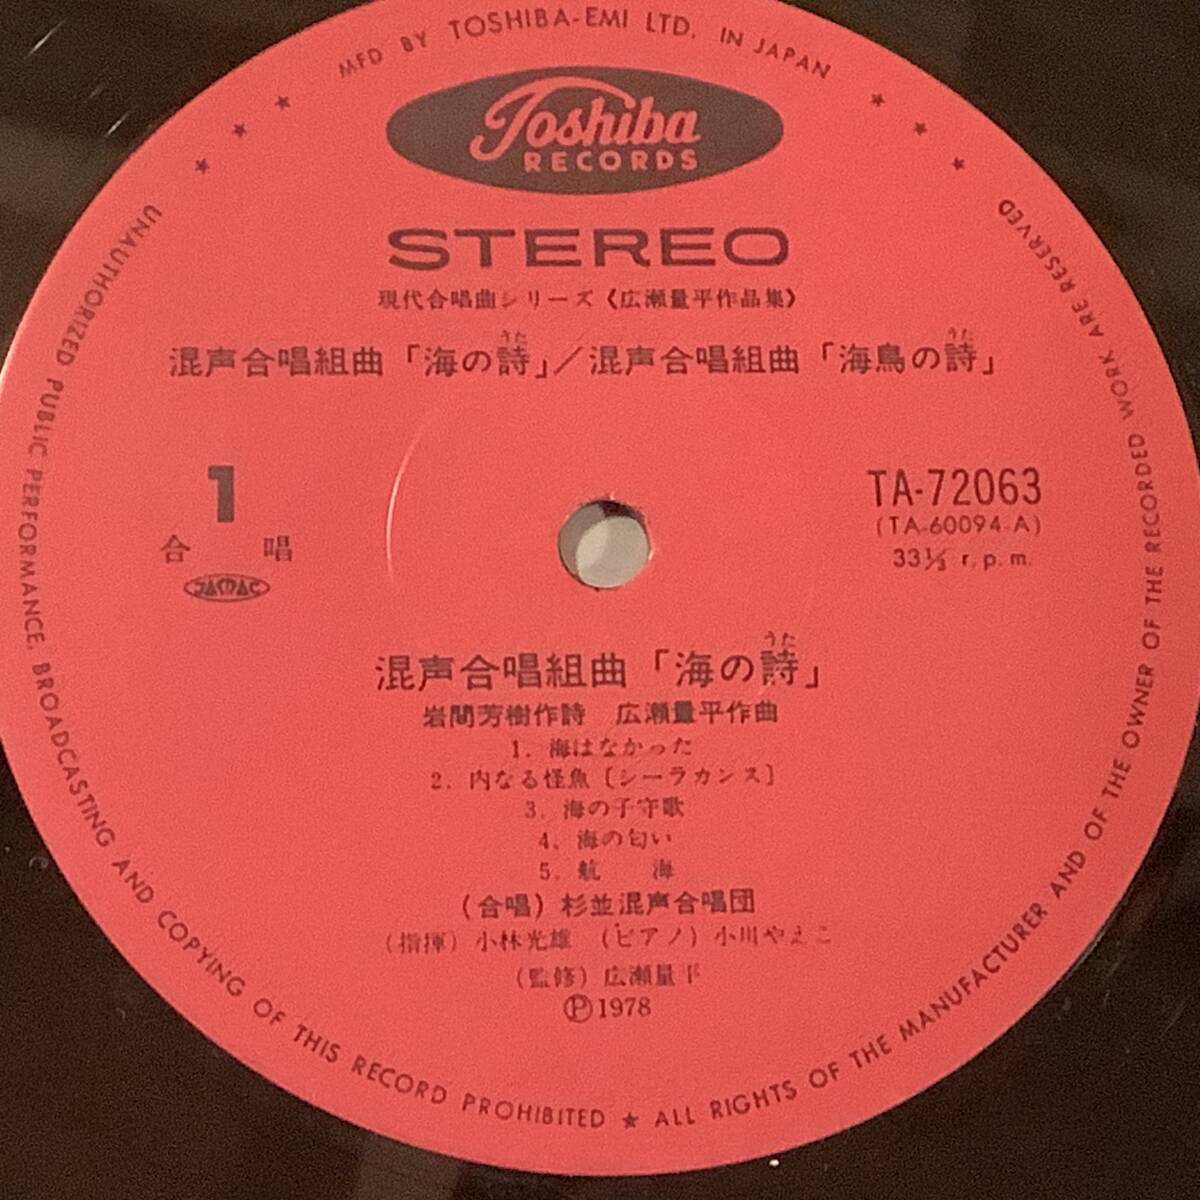 MFD BY TOSHIBA-EMI LTD. IN JAPAN
Toshiba
RECORDS
STEREO
現代合唱曲シリーズ《広瀬量平作品集》
うた うた
混声合唱組曲「海の詩」/混声合唱組曲「海鳥の詩」
1
合 唱
JASRAC
TA-72063
(TA-60094-A)
33⅓ r.p.m.
うた
混声合唱組曲「海の詩」
岩間芳樹作詩 広瀬量平作曲
1. 海はなかった
2. 内なる怪魚〔シーラカンス〕
3. 海の子守歌
4. 海の匂い
5. 航 海
(合唱) 杉並混声合唱団
(指揮) 小林光雄 (ピアノ) 小川やえこ
(監修) 広瀬量平
Ⓟ1978
UNAUTHORIZED PUBLIC PERFORMANCE, BROADCASTING AND COPYING OF THIS RECORD PROHIBITED ★ ALL RIGHTS OF THE MANUFACTURER AND OF THE OWNER OF THE RECORDED WORK ARE RESERVED